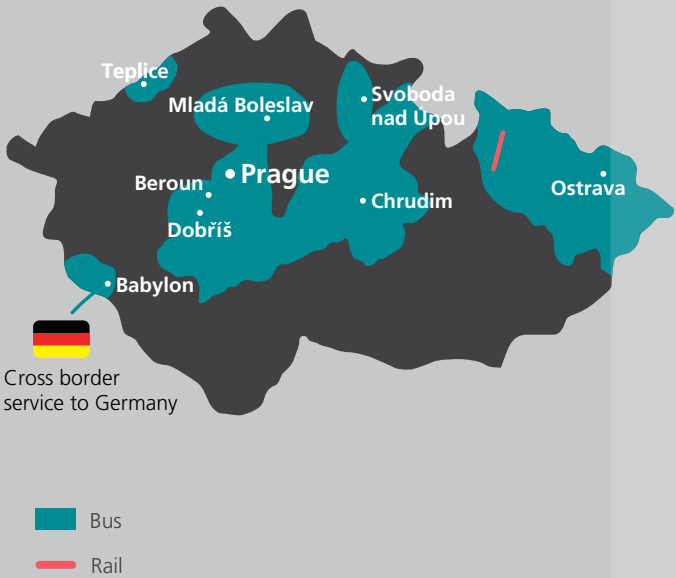 Teplice
Mladá Boleslav
Svoboda
nad Úpou
Prague
Beroun
Ostrava
Chrudim
Dobříš
Babylon
Cross border
service to Germany
Bus
Rail